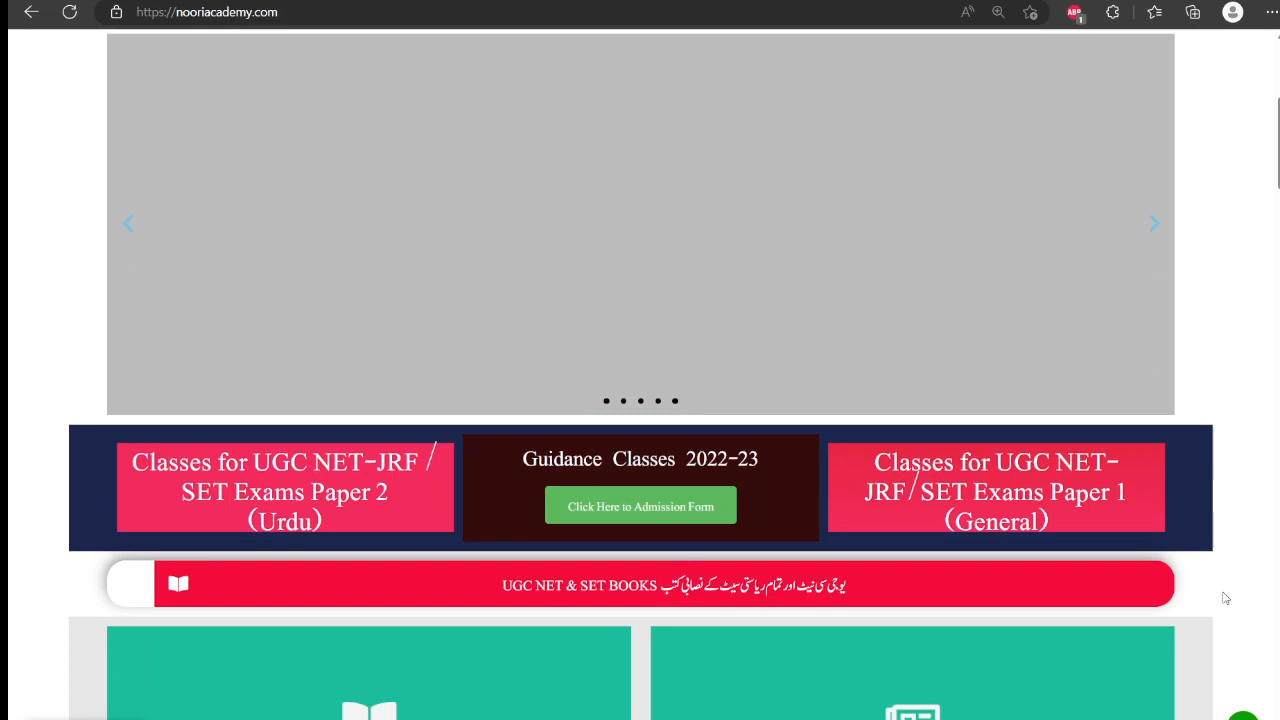 https://nooriacademy.com
ABP
1
Classes for UGC NET-JRF /
SET Exams Paper 2
(Urdu)
Guidance Classes 2022-23
Click Here to Admission Form
Classes for UGC NET-
JRF/SET Exams Paper 1
(General)
UGC NET & SET BOOKS یو جی سی نیٹ اور تمام ریاستی سیٹ کے نصابی کتب